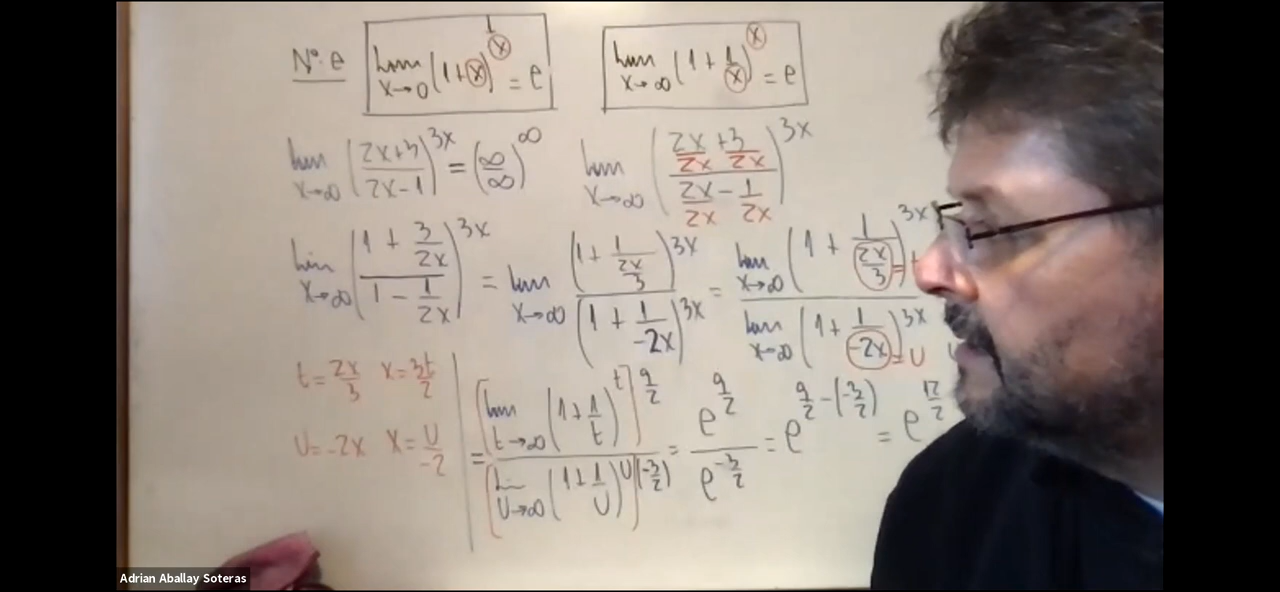 Nº e lim x→0 (1+x)^(1/x) = e lim x→∞ (1 + 1/x)^x = e
lim x→∞ ((2x+3)/(2x-1))^3x = (∞/∞)^∞ lim x→∞ ((2x/2x + 3/2x)/(2x/2x - 1/2x))^3x
lim x→∞ ((1 + 3/2x)/(1 - 1/2x))^3x = lim x→∞ (1 + 1/(2x/3))^3x/(1 + 1/-2x)^3x = lim x→∞ (1 + 1/(2x/3))^3x / lim x→∞ (1 + 1/-2x)^3x
= t
= U
t = 2x/3 x = 3t/2
U = -2x x = U/-2
= [lim t→∞ (1 + 1/t)^t]^(9/2) / [lim U→∞ (1 + 1/U)^U]^(-3/2) = e^(9/2)/e^(-3/2) = e^(9/2 - (-3/2)) = e^(12/2)
Adrian Aballay Soteras